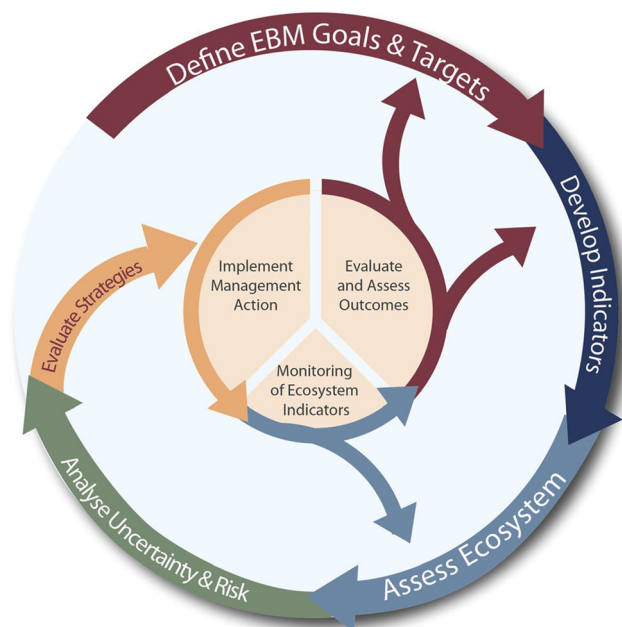 Define EBM Goals & Targets
Develop Indicators
Assess Ecosystem
Analyse Uncertainty & Risk
Evaluate Strategies
Implement
Management
Action
Evaluate
and Assess
Outcomes
Monitoring
of Ecosystem
Indicators